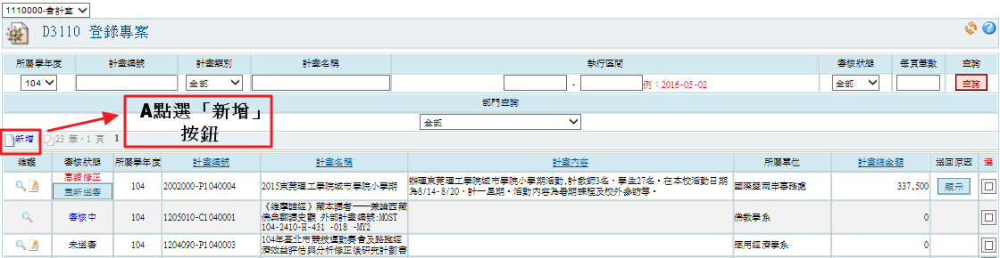 1110000-會計室
D3110 登錄專案
所屬學年度 計畫編號 計畫類別 計畫名稱 執行區間 審核狀態 每頁筆數 查詢
104 全部 - 例：2016-05-02 全部 查詢
部門查詢
全部
A點選「新增」
按鈕
新增 23 筆‧1 頁 1
維護 審核狀態 所屬學年度 計畫編號 計畫名稱 計畫內容 所屬單位 計畫總金額 送回原因 選
意錦修正
重新送審 104 2002000-P1040004 2015東莞理工學院城市學院小學期 辦理東莞理工學院城市學院小學期活動,計教師3名、學生27名。在本校活動日期
為8/14-8/20，計一星期。活動內容為暑期課程及校外參訪等。 國際暨兩岸事務處 337,500 顯示
審核中 104 1205010-C1040001 《維摩詰經》藏本譯者──兼論西藏
佛典翻譯史觀 外部計畫編號:MOST
104-2410-H-431 -018 -MY2 佛教學系 0
未送審 104 1204090-P1040003 104年臺北市競技運動賽會及路跑經
濟效益評估與分析修正後研究計劃書 應用經濟學系 0